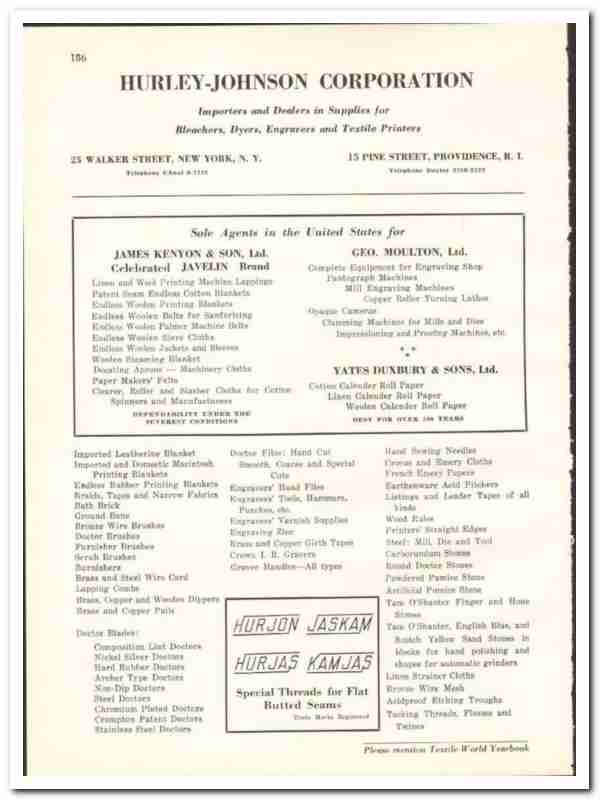 186
HURLEY-JOHNSON CORPORATION
Importers and Dealers in Supplies for
Bleachers, Dyers, Engravers and Textile Printers
25 WALKER STREET, NEW YORK, N. Y.
15 PINE STREET, PROVIDENCE, R. I.
Telephone CAnal
Telephone Dexter
Sole Agents in the United States for
JAMES KENYON & SON, Ltd.
Celebrated JAVELIN Brand
Linen and Wool Printing Machine Lappings
Patent Seam Endless Cotton Blankets
Endless Woolen Printing Blankets
Endless Woolen Belts for Sanforizing
Endless Woolen Palmer Machine Belts
Endless Woolen Sieve Cloths
Endless Woolen Jackets and Sleeves
Woolen Steaming Blanket
Decating Aprons — Machinery Cloths
Paper Makers' Felts
Clearer, Roller and Slasher Cloths for Cotton
Spinners and Manufacturers
DEPENDABILITY UNDER THE
SEVEREST CONDITIONS
GEO. MOULTON, Ltd.
Complete Equipment for Engraving Shop
Pantograph Machines
Mill Engraving Machines
Copper Roller Turning Lathes
Opaque Cameras
Clamming Machines for Mills and Dies
Impressioning and Proofing Machines, etc.
YATES DUXBURY & SONS, Ltd.
Cotton Calender Roll Paper
Linen Calender Roll Paper
Woolen Calender Roll Paper
BEST FOR OVER 100 YEARS
Imported Leatherine Blanket
Imported and Domestic Macintosh
Printing Blankets
Endless Rubber Printing Blankets
Braids, Tapes and Narrow Fabrics
Bath Brick
Ground Bone
Bronze Wire Brushes
Doctor Brushes
Furnisher Brushes
Scrub Brushes
Burnishers
Brass and Steel Wire Card
Lapping Combs
Brass, Copper and Wooden Dippers
Brass and Copper Pails
Doctor Blades:
Composition Lint Doctors
Nickel Silver Doctors
Hard Rubber Doctors
Archer Type Doctors
Non-Dip Doctors
Steel Doctors
Chromium Plated Doctors
Crompton Patent Doctors
Stainless Steel Doctors
Doctor Files: Hand Cut
Smooth, Coarse and Special
Cuts
Engravers' Hand Files
Engravers' Tools, Hammers,
Punches, etc.
Engravers' Varnish Supplies
Engraving Zinc
Brass and Copper Girth Tapes
Crown I. R. Gravers
Graver Handles—All types
HURJON JASKAM
HURJAS KAMJAS
Special Threads for Flat
Butted Seams
Trade Marks Registered
Hand Sewing Needles
Crocus and Emery Cloths
French Emery Papers
Earthenware Acid Pitchers
Listings and Leader Tapes of all
kinds
Wood Rules
Printers' Straight Edges
Steel: Mill, Die and Tool
Carborundum Stones
Round Doctor Stones
Powdered Pumice Stone
Artificial Pumice Stone
Tam O'Shanter Finger and Hone
Stones
Tam O'Shanter, English Blue, and
Scotch Yellow Sand Stones in
blocks for hand polishing and
shapes for automatic grinders
Linen Strainer Cloths
Bronze Wire Mesh
Acidproof Etching Troughs
Tacking Threads, Flosses and
Twines
Please mention Textile World Yearbook